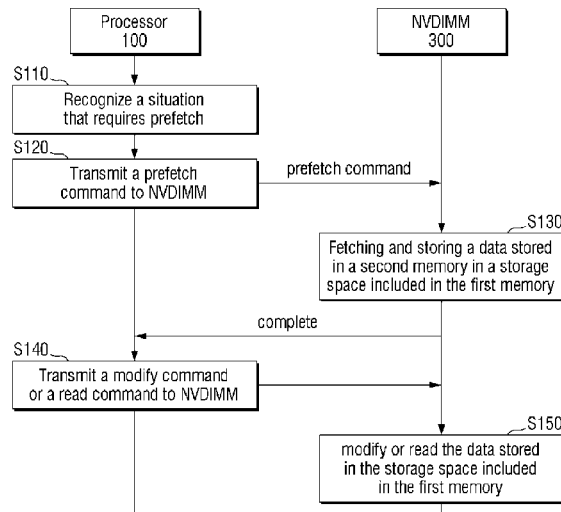 Processor
100
NVDIMM
300
S110
Recognize a situation
that requires prefetch
S120
Transmit a prefetch
command to NVDIMM
prefetch command
S130
Fetching and storing a data stored
in a second memory in a storage
space included in the first memory
complete
S140
Transmit a modify command
or a read command to NVDIMM
S150
modify or read the data stored
in the storage space included
in the first memory